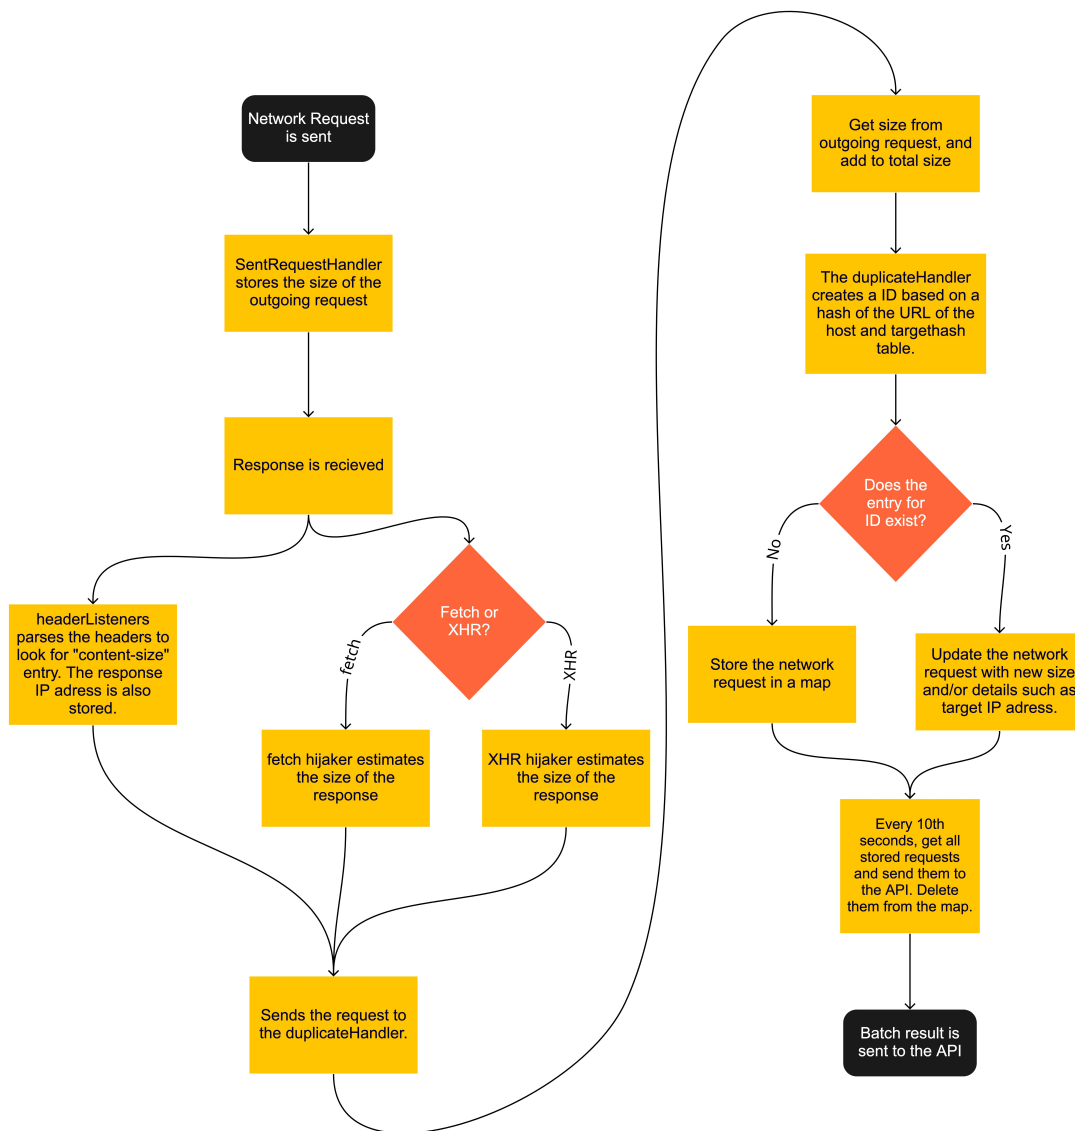 Network Request
is sent
SentRequestHandler
stores the size of the
outgoing request
Response is recieved
headerListeners
parses the headers to
look for "content-size"
entry. The response
IP adress is also
stored.
Fetch or
XHR?
fetch
XHR
fetch hijaker estimates
the size of the
response
XHR hijaker estimates
the size of the
response
Sends the request to
the duplicateHandler.
Get size from
outgoing request, and
add to total size
The duplicateHandler
creates a ID based on a
hash of the URL of the
host and targethash
table.
Does the
entry for
ID exist?
No
Yes
Store the network
request in a map
Update the network
request with new size
and/or details such as
target IP adress.
Every 10th
seconds, get all
stored requests
and send them to
the API. Delete
them from the map.
Batch result is
sent to the API